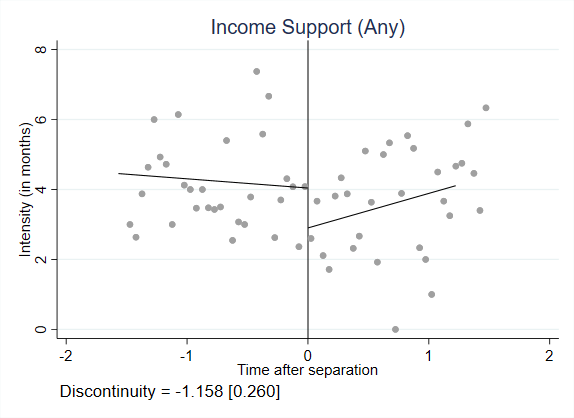 Income Support (Any)
Intensity (in months)
8
6
4
2
0
-2 -1 0 1 2
Time after separation
Discontinuity = -1.158 [0.260]